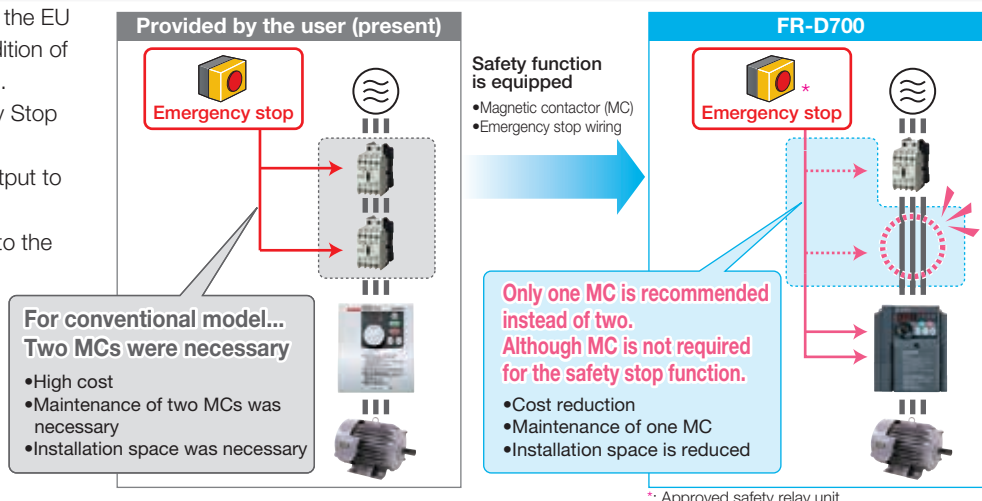 the EU
dition of
.
y Stop
tput to
to the
Provided by the user (present)
Emergency stop
For conventional model...
Two MCs were necessary
•High cost
•Maintenance of two MCs was
necessary
•Installation space was necessary
Safety function
is equipped
•Magnetic contactor (MC)
•Emergency stop wiring
FR-D700
*
Emergency stop
Only one MC is recommended
instead of two.
Although MC is not required
for the safety stop function.
•Cost reduction
•Maintenance of one MC
•Installation space is reduced
*: Approved safety relay unit